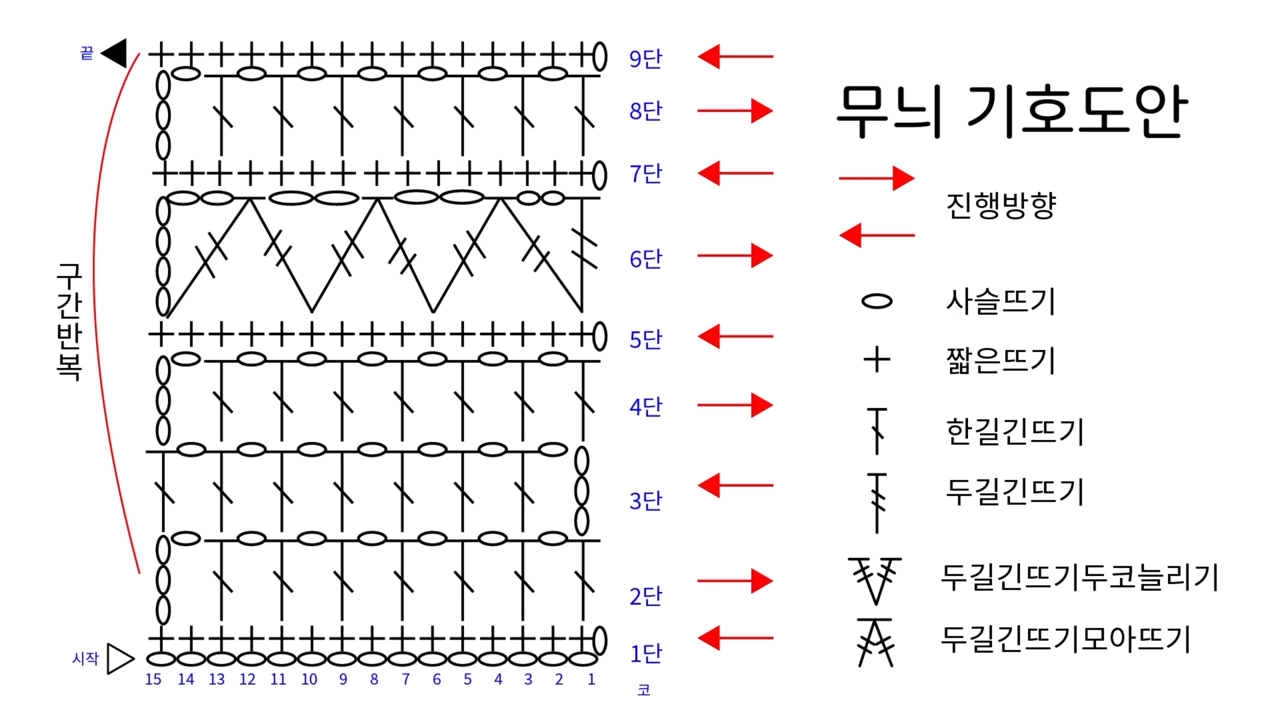 무늬 기호도안
끝
9단
8단
7단
6단
5단
4단
3단
2단
1단
구간반복
시작
15 14 13 12 11 10 9 8 7 6 5 4 3 2 1
코
진행방향
사슬뜨기
짧은뜨기
한길긴뜨기
두길긴뜨기
두길긴뜨기두코늘리기
두길긴뜨기모아뜨기